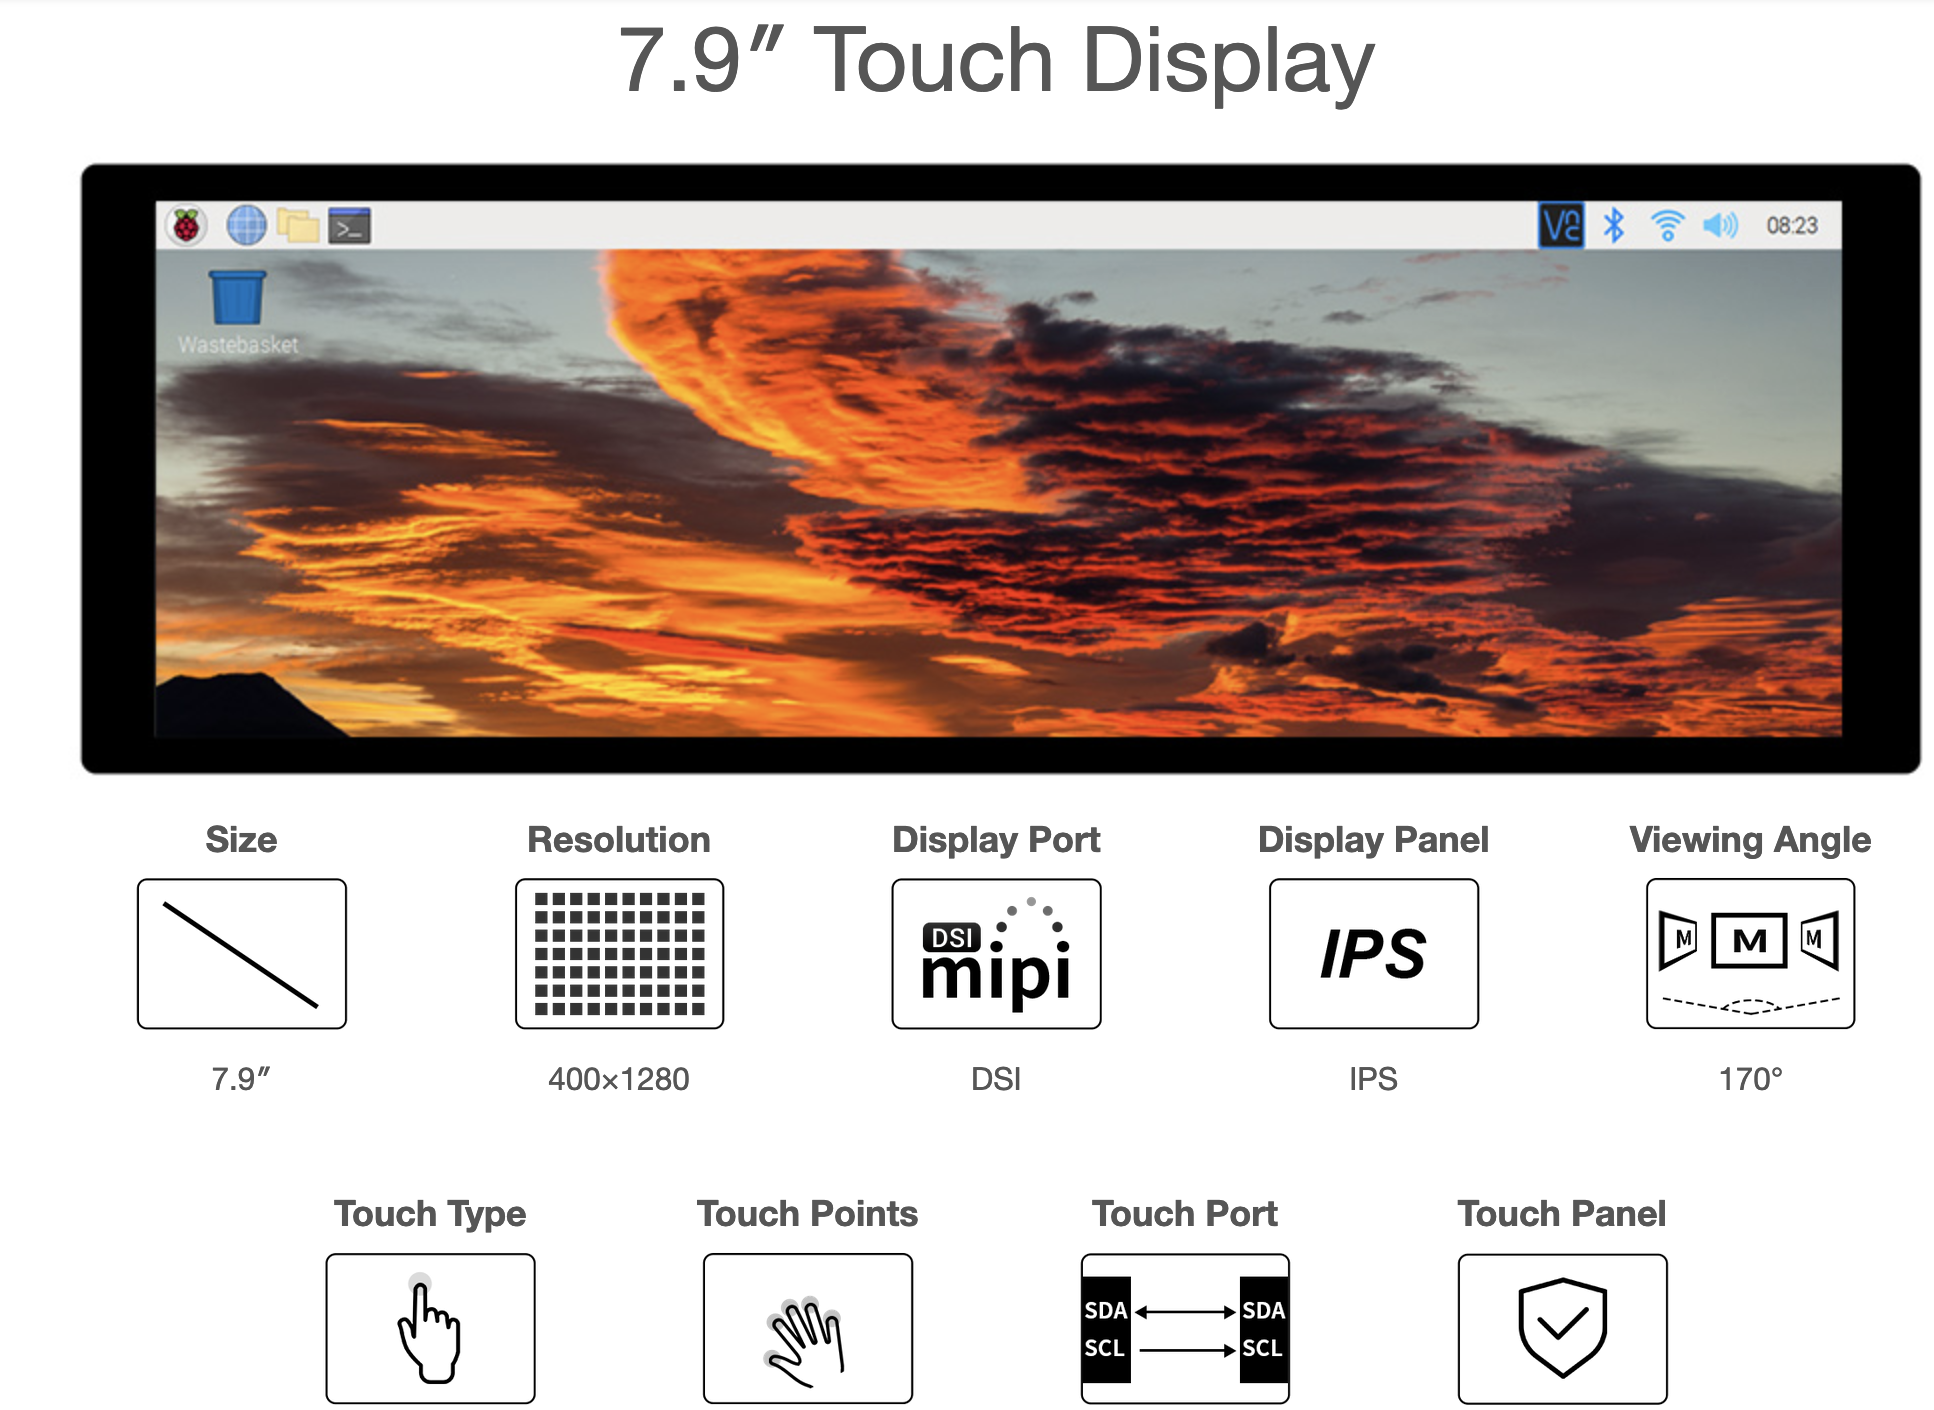 7.9″ Touch Display
VNC 08:23
Wastebasket
Size Resolution Display Port Display Panel Viewing Angle
DSI
mipi IPS M M M
7.9″ 400×1280 DSI IPS 170°
Touch Type Touch Points Touch Port Touch Panel
SDA SDA
SCL SCL